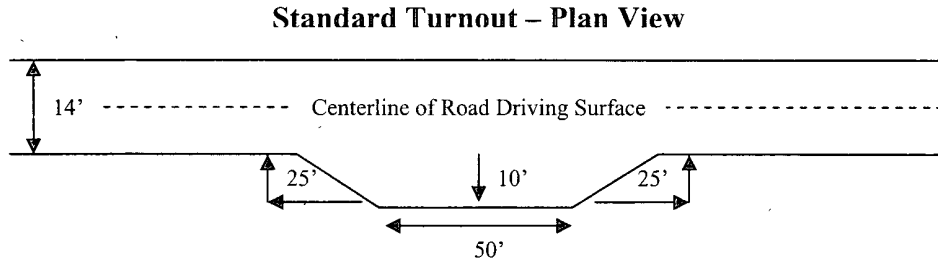 Standard Turnout – Plan View
14’
Centerline of Road Driving Surface
25’
10’
25’
50’